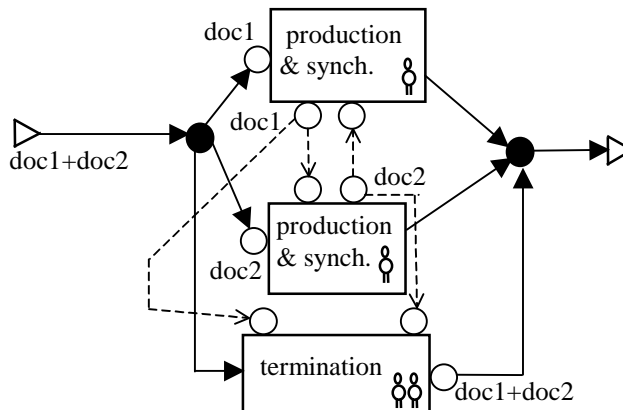 doc1
production
& synch.
doc1
doc1+doc2
doc2
production
& synch.
doc2
termination
doc1+doc2